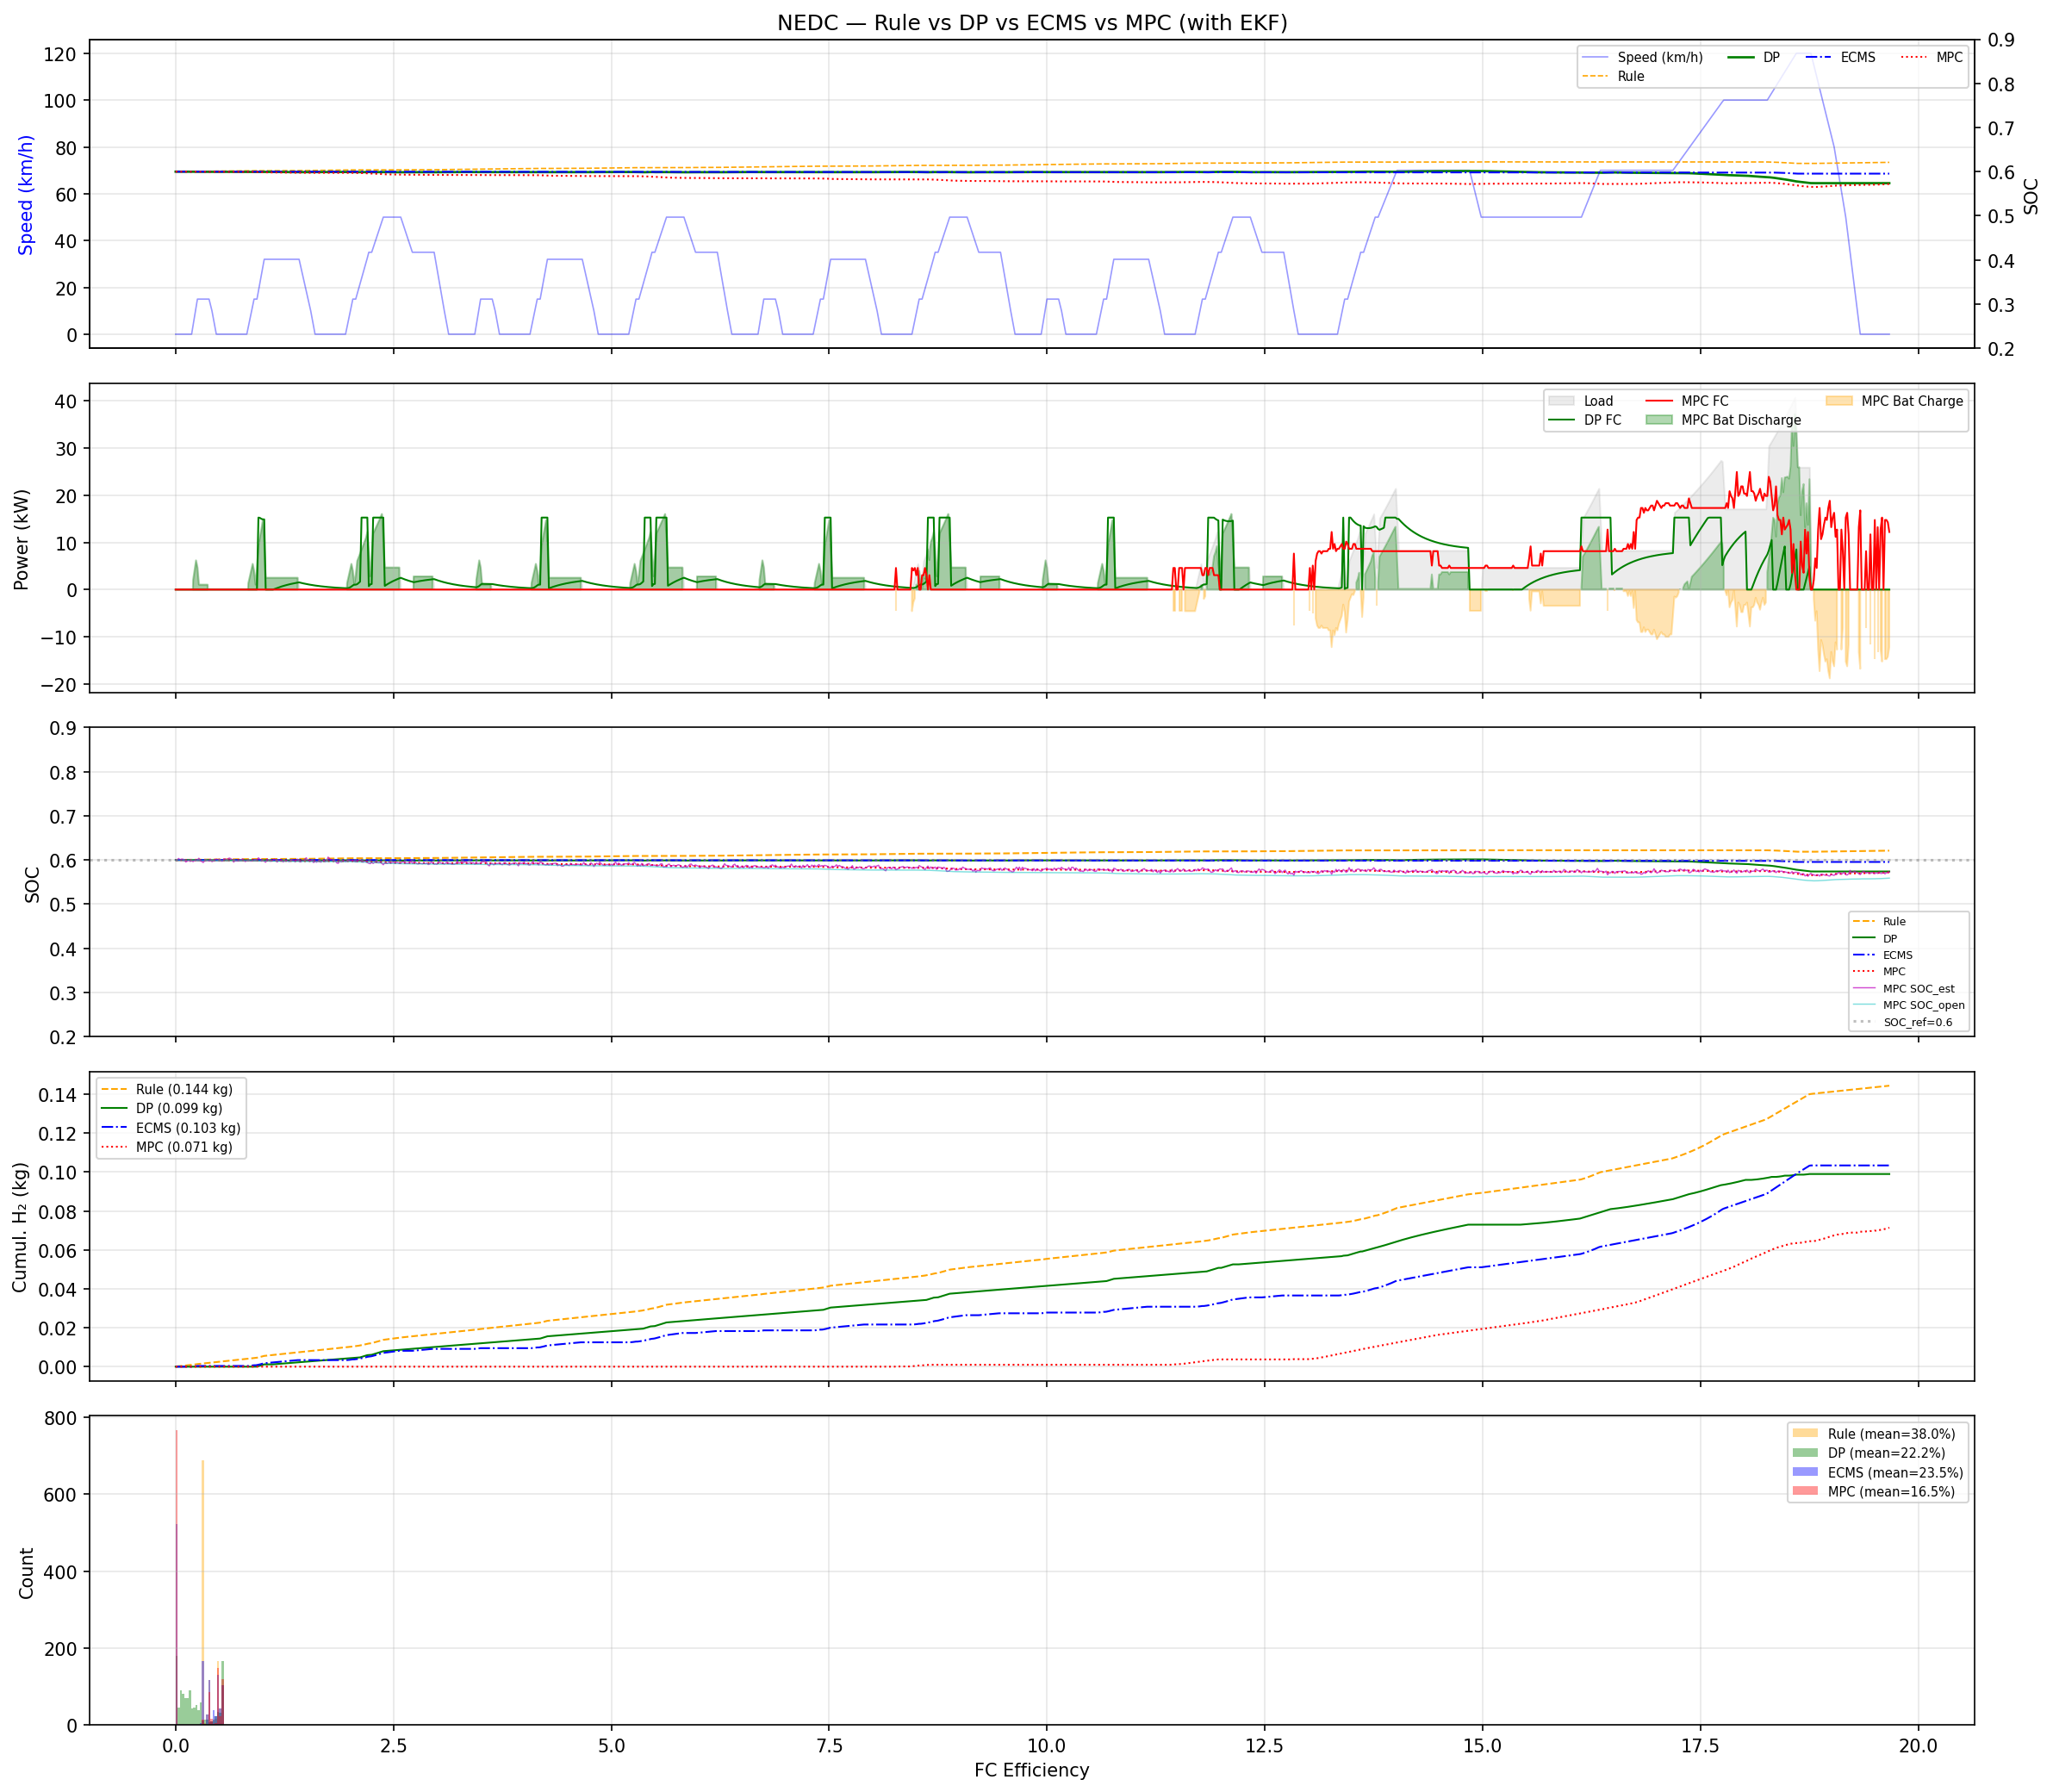 NEDC — Rule vs DP vs ECMS vs MPC (with EKF)
Speed (km/h)
120
100
80
60
40
20
0
Speed (km/h)
Rule
DP
ECMS
MPC
0.9
0.8
0.7
0.6
0.5
0.4
0.3
0.2
SOC
Power (kW)
40
30
20
10
0
−10
−20
Load
DP FC
MPC FC
MPC Bat Discharge
MPC Bat Charge
SOC
0.9
0.8
0.7
0.6
0.5
0.4
0.3
0.2
Rule
DP
ECMS
MPC
MPC SOC_est
MPC SOC_open
SOC_ref=0.6
Cumul. H₂ (kg)
0.14
0.12
0.10
0.08
0.06
0.04
0.02
0.00
Rule (0.144 kg)
DP (0.099 kg)
ECMS (0.103 kg)
MPC (0.071 kg)
Count
800
600
400
200
0
Rule (mean=38.0%)
DP (mean=22.2%)
ECMS (mean=23.5%)
MPC (mean=16.5%)
0.0
2.5
5.0
7.5
10.0
12.5
15.0
17.5
20.0
FC Efficiency